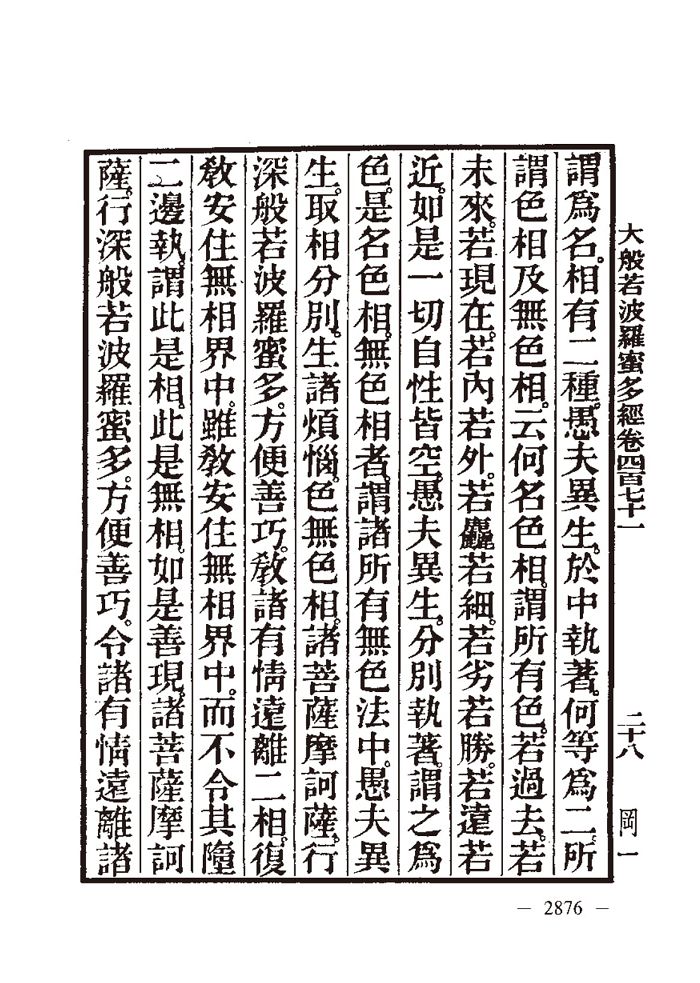 大般若波羅蜜多經卷四百七十一 二十八 岡一
謂爲名。相有二種。愚夫異生。於中執著。何等爲二。所
謂色相及無色相。云何名色相。謂所有色。若過去。若
未來。若現在。若內若外。若麤若細。若劣若勝。若遠若
近。如是一切自性皆空。愚夫異生。分別執著。謂之爲
色。是名色相。無色相者。謂諸所有無色法中。愚夫異
生。取相分別。生諸煩惱。色無色相。諸菩薩摩訶薩。行
深般若波羅蜜多。方便善巧。敎諸有情遠離二相。復
敎安住無相界中。雖敎安住無相界中。而不令其墮
二邊執。謂此是相。此是無相。如是善現。諸菩薩摩訶
薩。行深般若波羅蜜多。方便善巧。令諸有情遠離諸
— 2876 —